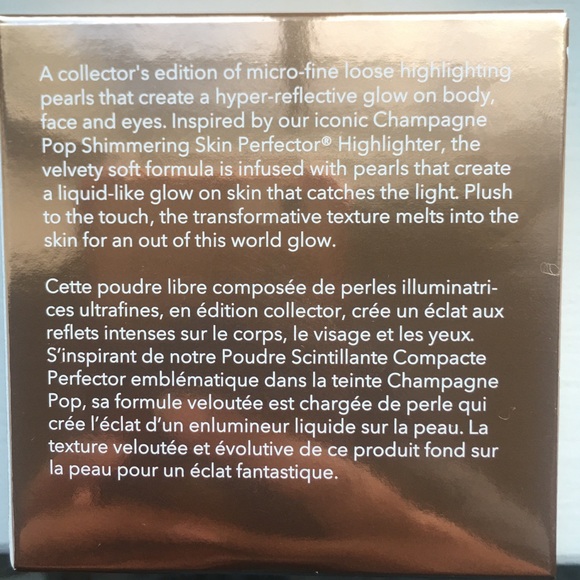 A collector's edition of micro-fine loose highlighting
pearls that create a hyper-reflective glow on body,
face and eyes. Inspired by our iconic Champagne
Pop Shimmering Skin Perfector® Highlighter, the
velvety soft formula is infused with pearls that create
a liquid-like glow on skin that catches the light. Plush
to the touch, the transformative texture melts into the
skin for an out of this world glow.
Cette poudre libre composée de perles illuminatri-
ces ultrafines, en édition collector, crée un éclat aux
reflets intenses sur le corps, le visage et les yeux.
S'inspirant de notre Poudre Scintillante Compacte
Perfector emblématique dans la teinte Champagne
Pop, sa formule veloutée est chargée de perle qui
crée l'éclat d'un enlumineur liquide sur la peau. La
texture veloutée et évolutive de ce produit fond sur
la peau pour un éclat fantastique.